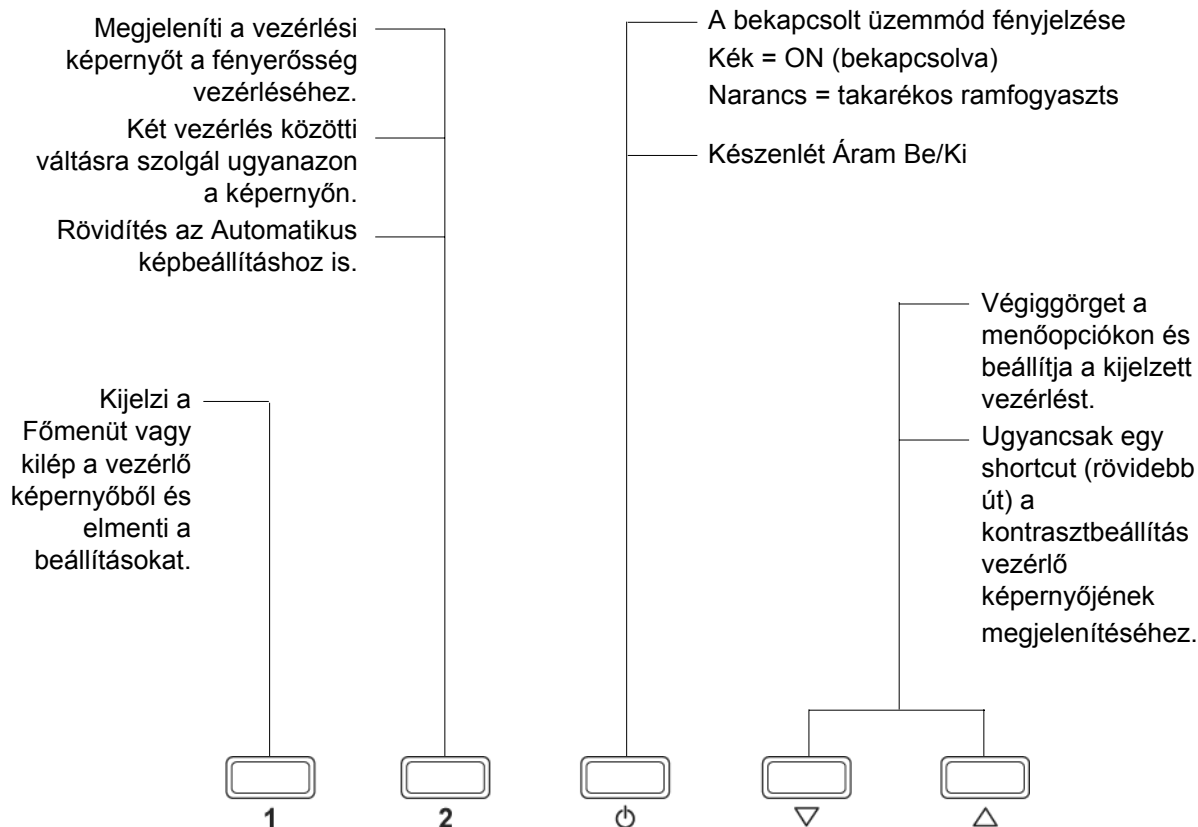 Megjeleníti a vezérlési
képernyőt a fényerősség
vezérléséhez.
Két vezérlés közötti
váltásra szolgál ugyanazon
a képernyőn.
Rövidítés az Automatikus
képbeállításhoz is.
A bekapcsolt üzemmód fényjelzése
Kék = ON (bekapcsolva)
Narancs = takarékos ramfogyaszts
Készenlét Áram Be/Ki
Kijelzi a
Főmenüt vagy
kilép a vezérlő
képernyőből és
elmenti a
beállításokat.
Végiggörget a
menőopciókon és
beállítja a kijelzett
vezérlést.
Ugyancsak egy
shortcut (rövidebb
út) a
kontrasztbeállítás
vezérlő
képernyőjének
megjelenítéséhez.
1 2